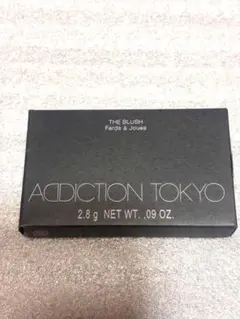 THE BLUSH
Fards à Joues
ADDICTION TOKYO
2.8 g NET WT. .09 OZ.